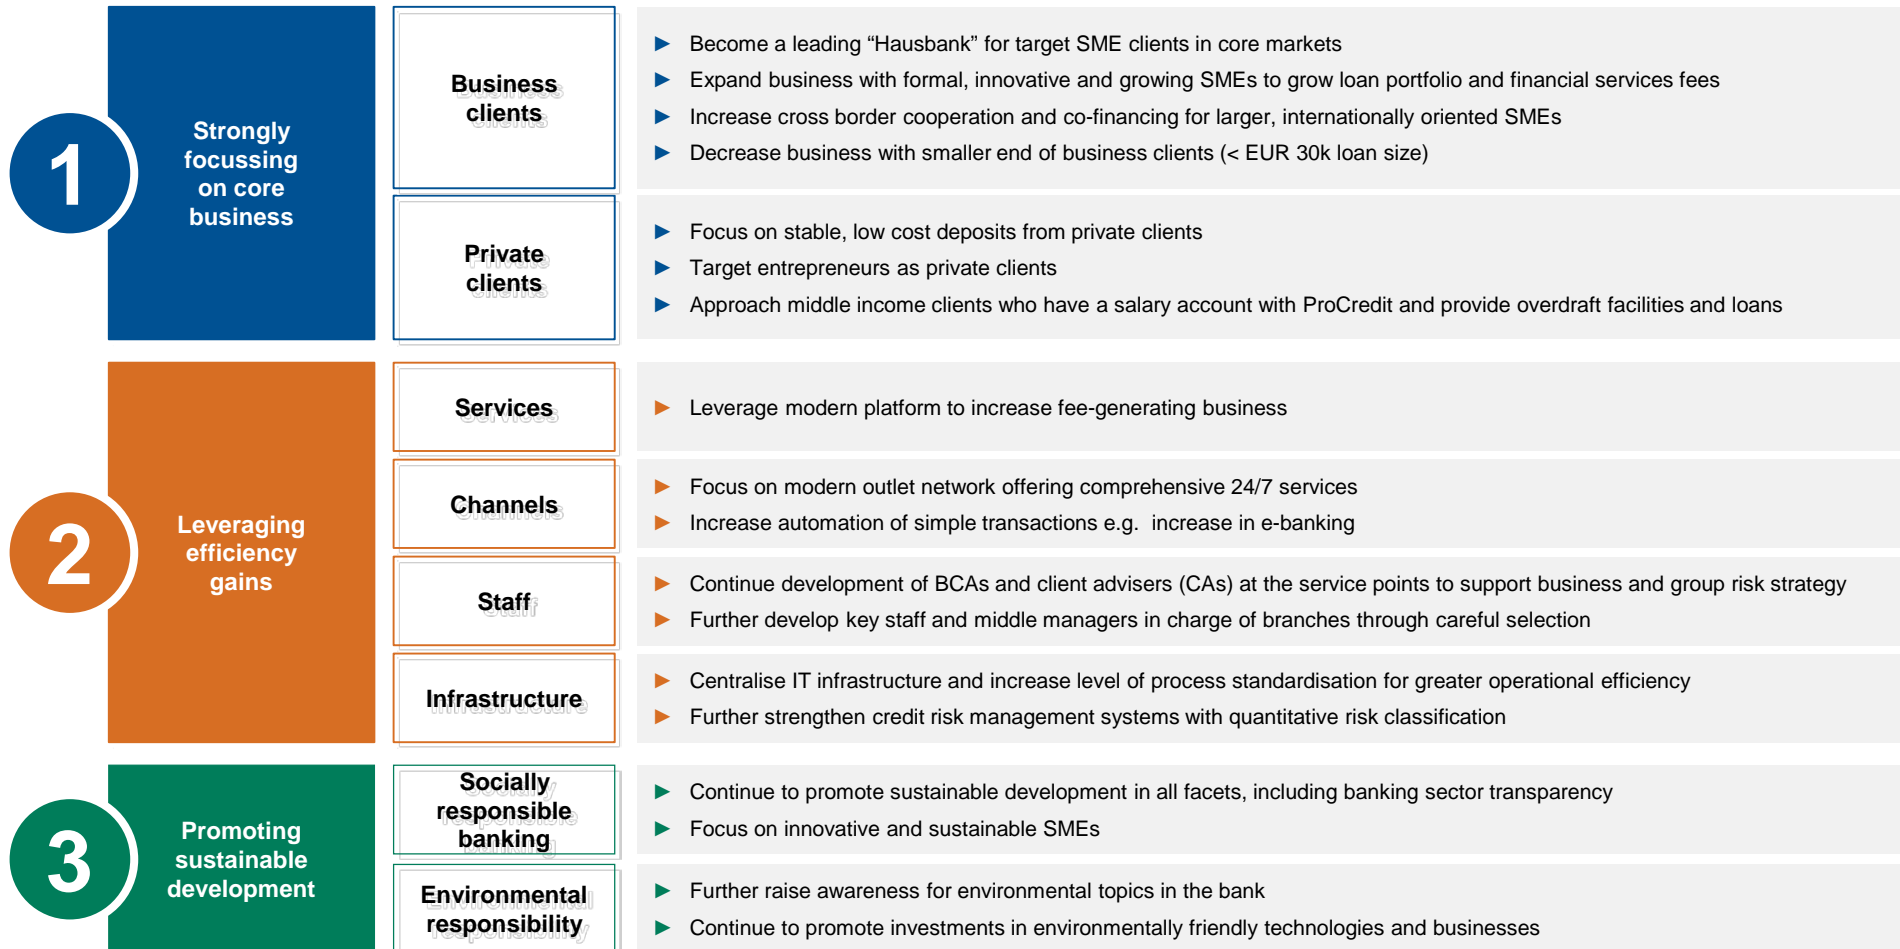 1
Strongly
focussing
on core
business
Business
clients
► Become a leading “Hausbank” for target SME clients in core markets
► Expand business with formal, innovative and growing SMEs to grow loan portfolio and financial services fees
► Increase cross border cooperation and co-financing for larger, internationally oriented SMEs
► Decrease business with smaller end of business clients (< EUR 30k loan size)
Private
clients
► Focus on stable, low cost deposits from private clients
► Target entrepreneurs as private clients
► Approach middle income clients who have a salary account with ProCredit and provide overdraft facilities and loans
2
Leveraging
efficiency
gains
Services
► Leverage modern platform to increase fee-generating business
Channels
► Focus on modern outlet network offering comprehensive 24/7 services
► Increase automation of simple transactions e.g. increase in e-banking
Staff
► Continue development of BCAs and client advisers (CAs) at the service points to support business and group risk strategy
► Further develop key staff and middle managers in charge of branches through careful selection
Infrastructure
► Centralise IT infrastructure and increase level of process standardisation for greater operational efficiency
► Further strengthen credit risk management systems with quantitative risk classification
3
Promoting
sustainable
development
Socially
responsible
banking
► Continue to promote sustainable development in all facets, including banking sector transparency
► Focus on innovative and sustainable SMEs
Environmental
responsibility
► Further raise awareness for environmental topics in the bank
► Continue to promote investments in environmentally friendly technologies and businesses